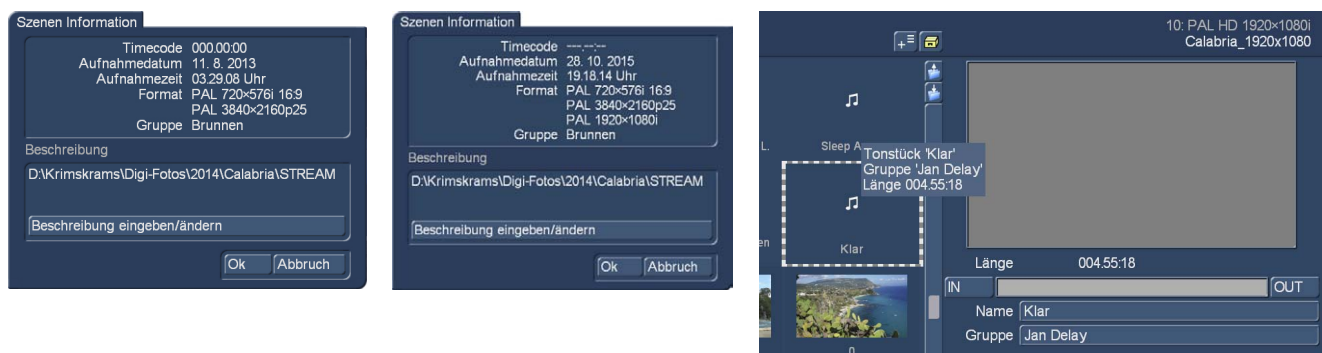 Szenen Information
Timecode 000.00:00
Aufnahmedatum 11. 8. 2013
Aufnahmezeit 03.29.08 Uhr
Format PAL 720×576i 16:9
PAL 3840×2160p25
Gruppe Brunnen
Beschreibung
D:\Krimskrams\Digi-Fotos\2014\Calabria\STREAM
Beschreibung eingeben/ändern
Ok Abbruch
Szenen Information
Timecode ---.--:--
Aufnahmedatum 28. 10. 2015
Aufnahmezeit 19.18.14 Uhr
Format PAL 720×576i 16:9
PAL 3840×2160p25
PAL 1920×1080i
Gruppe Brunnen
Beschreibung
D:\Krimskrams\Digi-Fotos\2014\Calabria\STREAM
Beschreibung eingeben/ändern
Ok Abbruch
10: PAL HD 1920×1080i
Calabria_1920x1080
L.
Sleep A
Tonstück 'Klar'
Gruppe 'Jan Delay'
Länge 004.55:18
en
Klar
Länge 004.55:18
IN OUT
Name Klar
Gruppe Jan Delay